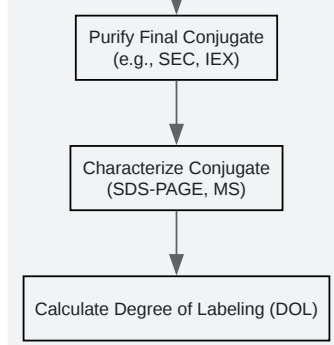 Purify Final Conjugate
(e.g., SEC, IEX)
Characterize Conjugate
(SDS-PAGE, MS)
Calculate Degree of Labeling (DOL)